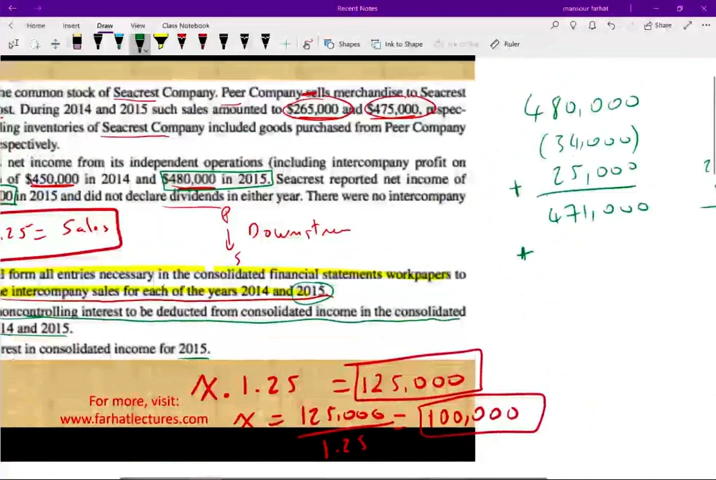 Recent Notes
mansour farhat
Home Insert Draw View Class Notebook
Share
Shapes Ink to Shape Ink to Math Ruler
he common stock of Seacrest Company. Peer Company sells merchandise to Seacrest
st. During 2014 and 2015 such sales amounted to $265,000 and $475,000, respec-
ling inventories of Seacrest Company included goods purchased from Peer Company
spectively.
net income from its independent operations (including intercompany profit on
of $450,000 in 2014 and $480,000 in 2015. Seacrest reported net income of
00 in 2015 and did not declare dividends in either year. There were no intercompany
.25 = Sales
P
S
Downstrem
l form all entries necessary in the consolidated financial statements workpapers to
e intercompany sales for each of the years 2014 and 2015.
noncontrolling interest to be deducted from consolidated income in the consolidated
14 and 2015.
rest in consolidated income for 2015.
480,000
(34,000)
+ 25,000
471,000
+
2
For more, visit:
www.farhatlectures.com
x . 1.25 = 125,000
x = 125,000 = 100,000
1.25